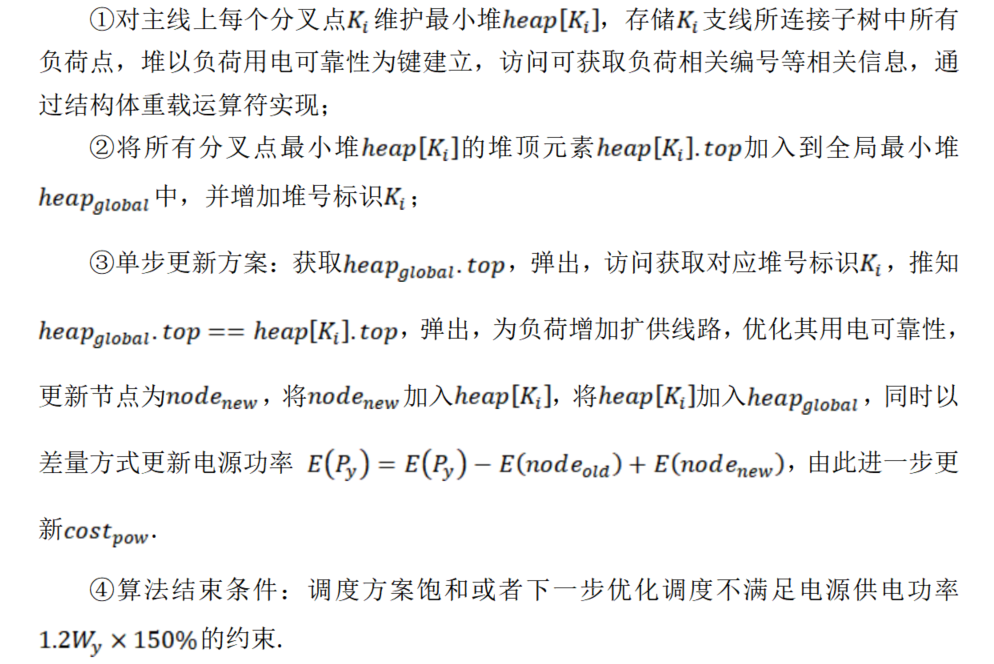 ①对主线上每个分叉点$K_i$维护最小堆$heap[K_i]$，存储$K_i$支线所连接子树中所有
负荷点，堆以负荷用电可靠性为键建立，访问可获取负荷相关编号等相关信息，通
过结构体重载运算符实现；
②将所有分叉点最小堆$heap[K_i]$的堆顶元素$heap[K_i].top$加入到全局最小堆
$heap_{global}$中，并增加堆号标识$K_i$；
③单步更新方案：获取$heap_{global}.top$，弹出，访问获取对应堆号标识$K_i$，推知
$heap_{global}.top == heap[K_i].top$，弹出，为负荷增加扩供线路，优化其用电可靠性，
更新节点为$node_{new}$，将$node_{new}$加入$heap[K_i]$，将$heap[K_i]$加入$heap_{global}$，同时以
差量方式更新电源功率 $E(P_y) = E(P_y) - E(node_{old}) + E(node_{new})$，由此进一步更
新$cost_{pow}$.
④算法结束条件：调度方案饱和或者下一步优化调度不满足电源供电功率
$1.2W_y \times 150\%$的约束.